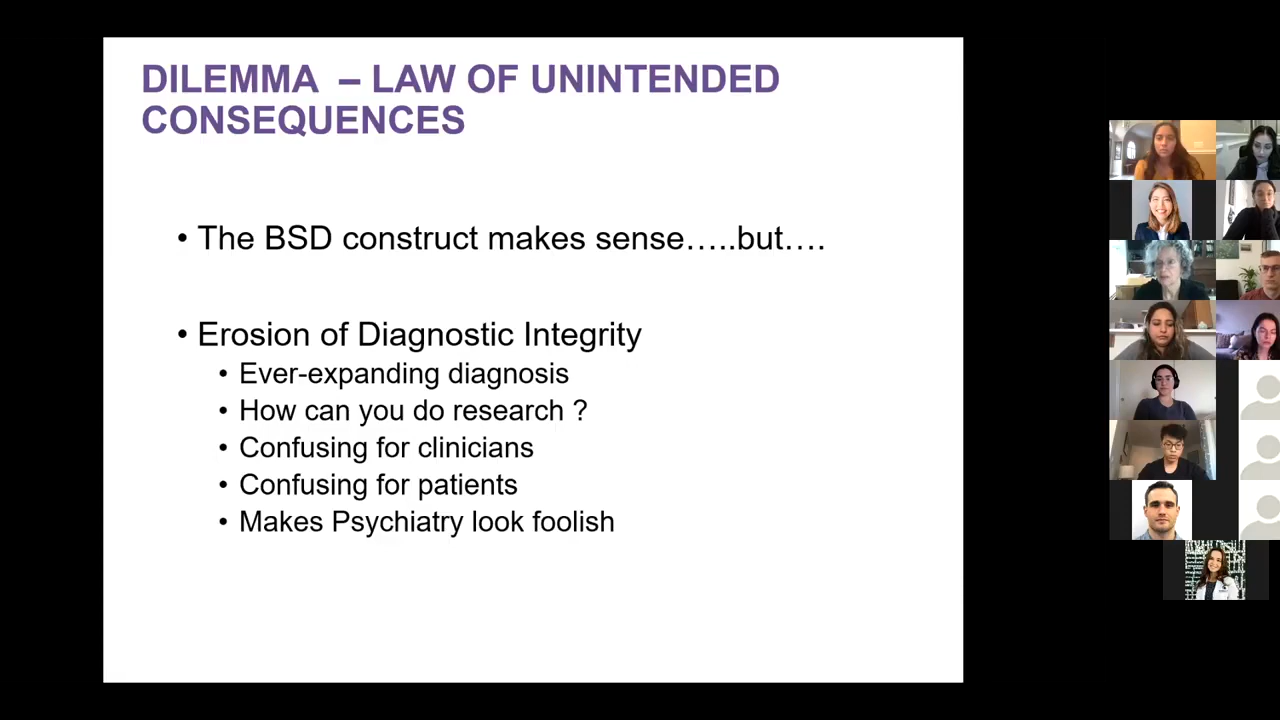 DILEMMA – LAW OF UNINTENDED
CONSEQUENCES
• The BSD construct makes sense…..but….
• Erosion of Diagnostic Integrity
• Ever-expanding diagnosis
• How can you do research ?
• Confusing for clinicians
• Confusing for patients
• Makes Psychiatry look foolish